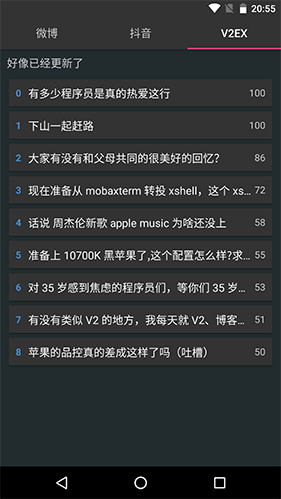 20:55
微博 抖音 V2EX
好像已经更新了
0 有多少程序员是真的热爱这行 100
1 下山一起赶路 100
2 大家有没有和父母共同的很美好的回忆? 86
3 现在准备从 mobaxterm 转投 xshell，这个 xs... 72
4 话说 周杰伦新歌 apple music 为啥还没上 58
5 准备上 10700K 黑苹果了,这个配置怎么样?求... 55
6 对 35 岁感到焦虑的程序员们，等你们 35 岁... 53
7 有没有类似 V2 的地方，我每天就 V2、博客... 51
8 苹果的品控真的差成这样了吗（吐槽） 50